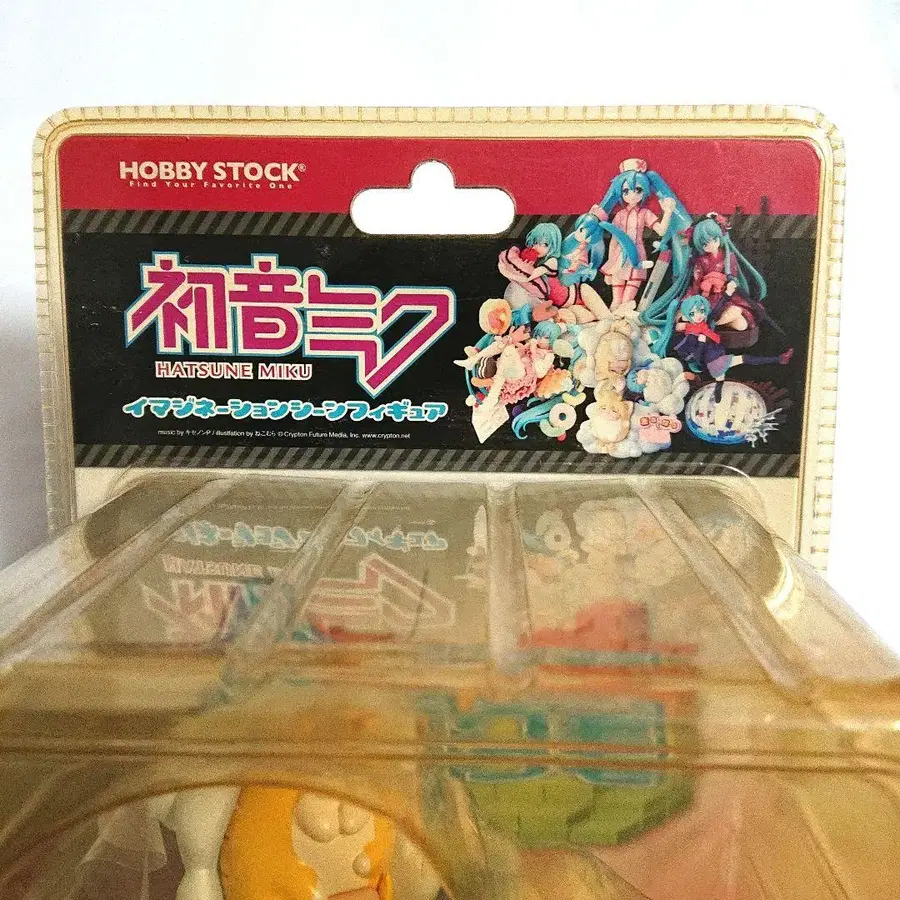 HOBBY STOCK®
Find Your Favorite One
初音ミク
HATSUNE MIKU
イマジネーションシーンフィギュア
music by キセノンP / illustration by ねこむら © Crypton Future Media, Inc. www.crypton.net